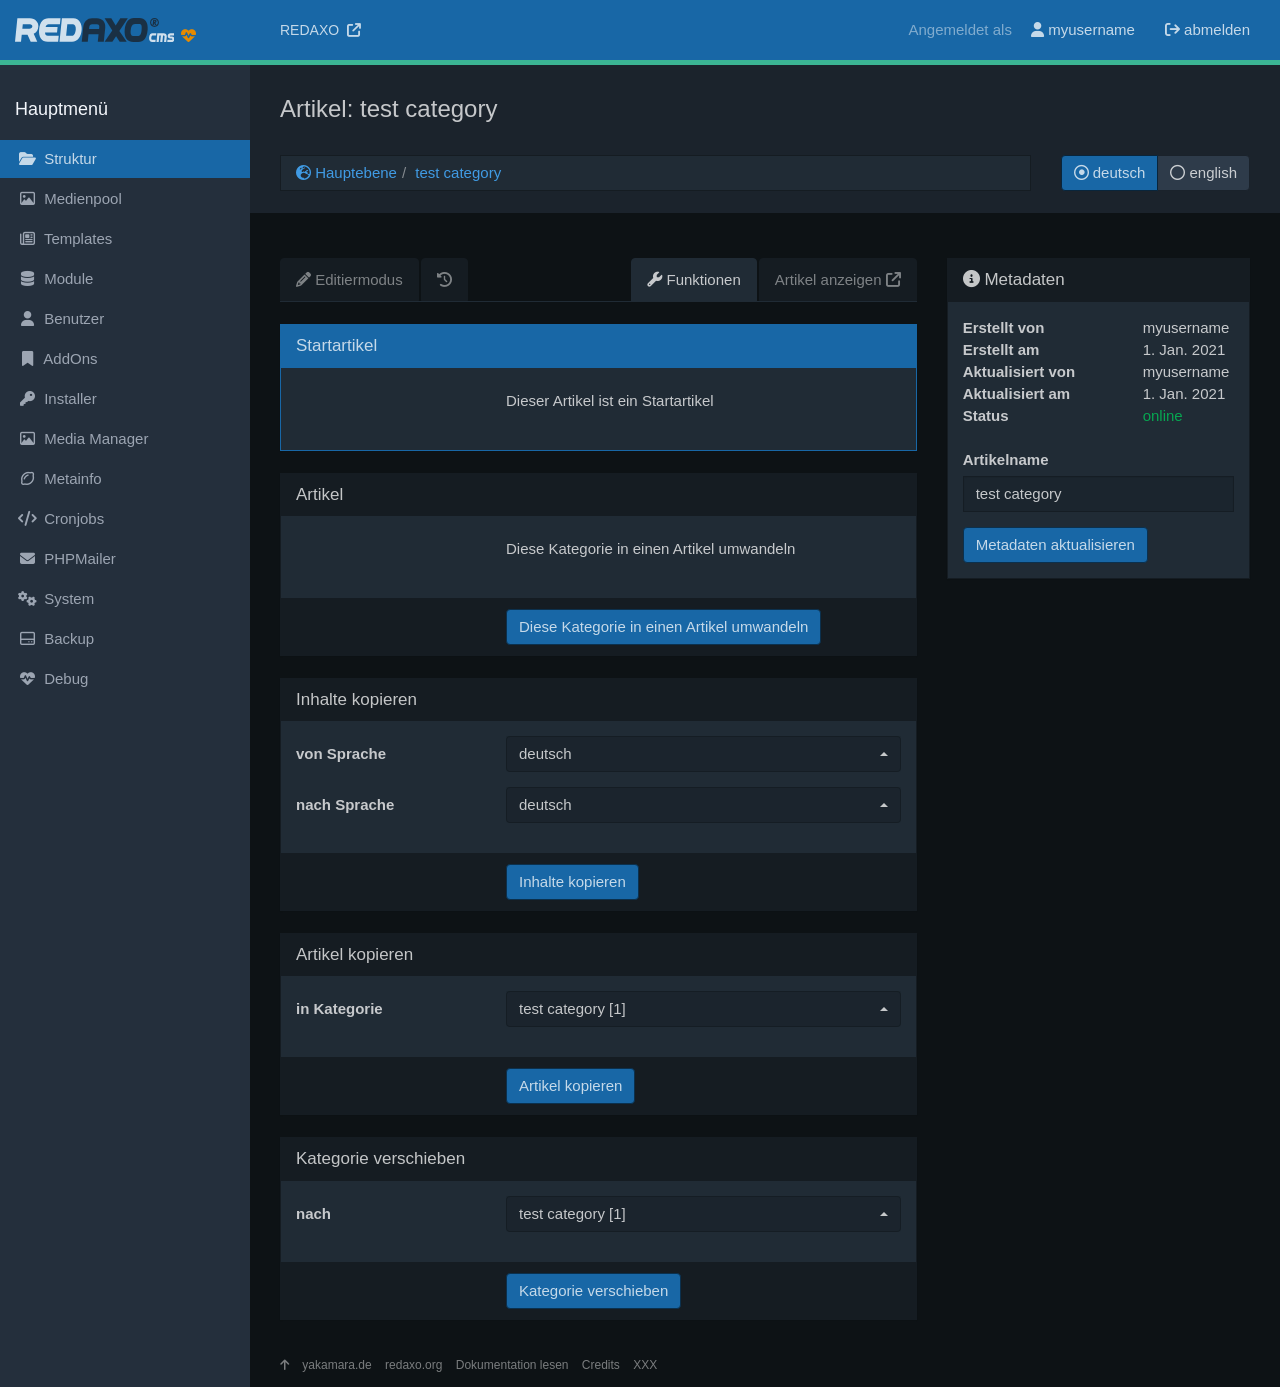 REDAXO® cms
REDAXO
Angemeldet als myusername abmelden
Hauptmenü
Struktur
Medienpool
Templates
Module
Benutzer
AddOns
Installer
Media Manager
Metainfo
Cronjobs
PHPMailer
System
Backup
Debug
Artikel: test category
Hauptebene / test category
deutsch
english
Editiermodus
Funktionen
Artikel anzeigen
Startartikel
Dieser Artikel ist ein Startartikel
Artikel
Diese Kategorie in einen Artikel umwandeln
Diese Kategorie in einen Artikel umwandeln
Inhalte kopieren
von Sprache deutsch
nach Sprache deutsch
Inhalte kopieren
Artikel kopieren
in Kategorie test category [1]
Artikel kopieren
Kategorie verschieben
nach test category [1]
Kategorie verschieben
Metadaten
Erstellt von myusername
Erstellt am 1. Jan. 2021
Aktualisiert von myusername
Aktualisiert am 1. Jan. 2021
Status online
Artikelname
test category
Metadaten aktualisieren
yakamara.de redaxo.org Dokumentation lesen Credits XXX